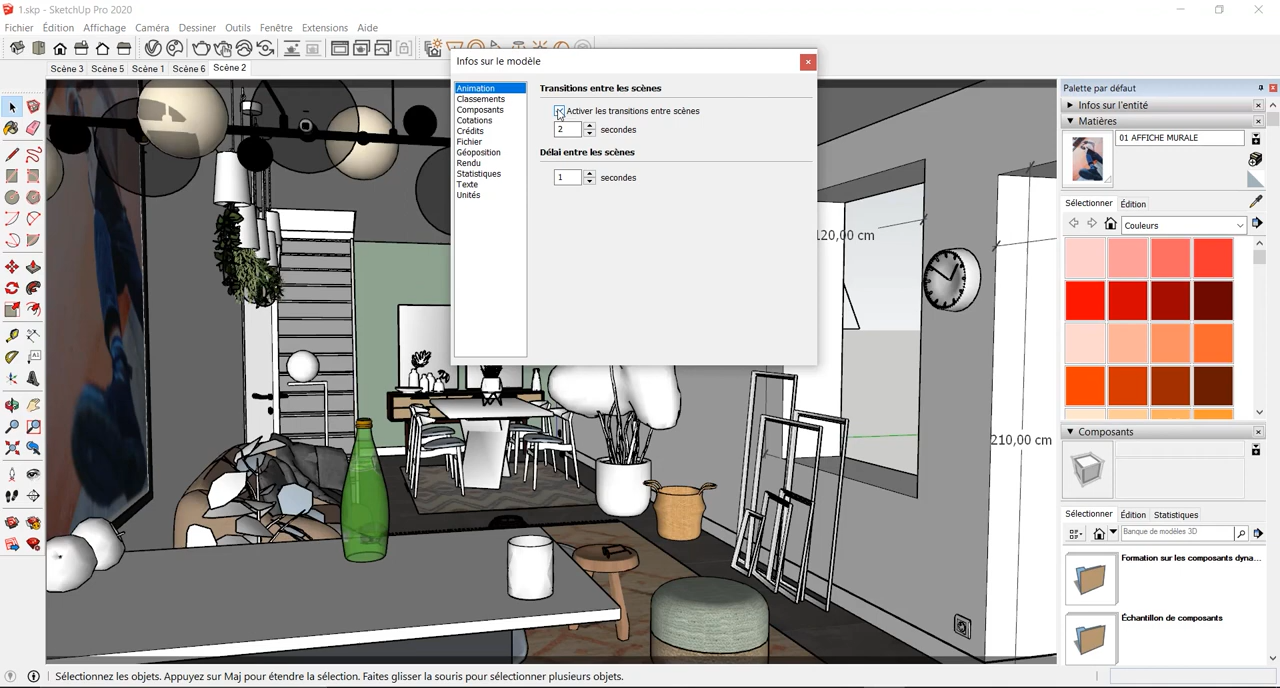 1.skp - SketchUp Pro 2020
Fichier Édition Affichage Caméra Dessiner Outils Fenêtre Extensions Aide
Scène 3 Scène 5 Scène 1 Scène 6 Scène 2
Infos sur le modèle
Animation
Classements
Composants
Cotations
Crédits
Fichier
Géoposition
Rendu
Statistiques
Texte
Unités
Transitions entre les scènes
Activer les transitions entre scènes
2 secondes
Délai entre les scènes
1 secondes
120,00 cm
210,00 cm
Palette par défaut
Infos sur l'entité
Matières
01 AFFICHE MURALE
Sélectionner Édition
Couleurs
Composants
Sélectionner Édition Statistiques
Banque de modèles 3D
Formation sur les composants dyna...
Échantillon de composants
Sélectionnez les objets. Appuyez sur Maj pour étendre la sélection. Faites glisser la souris pour sélectionner plusieurs objets.